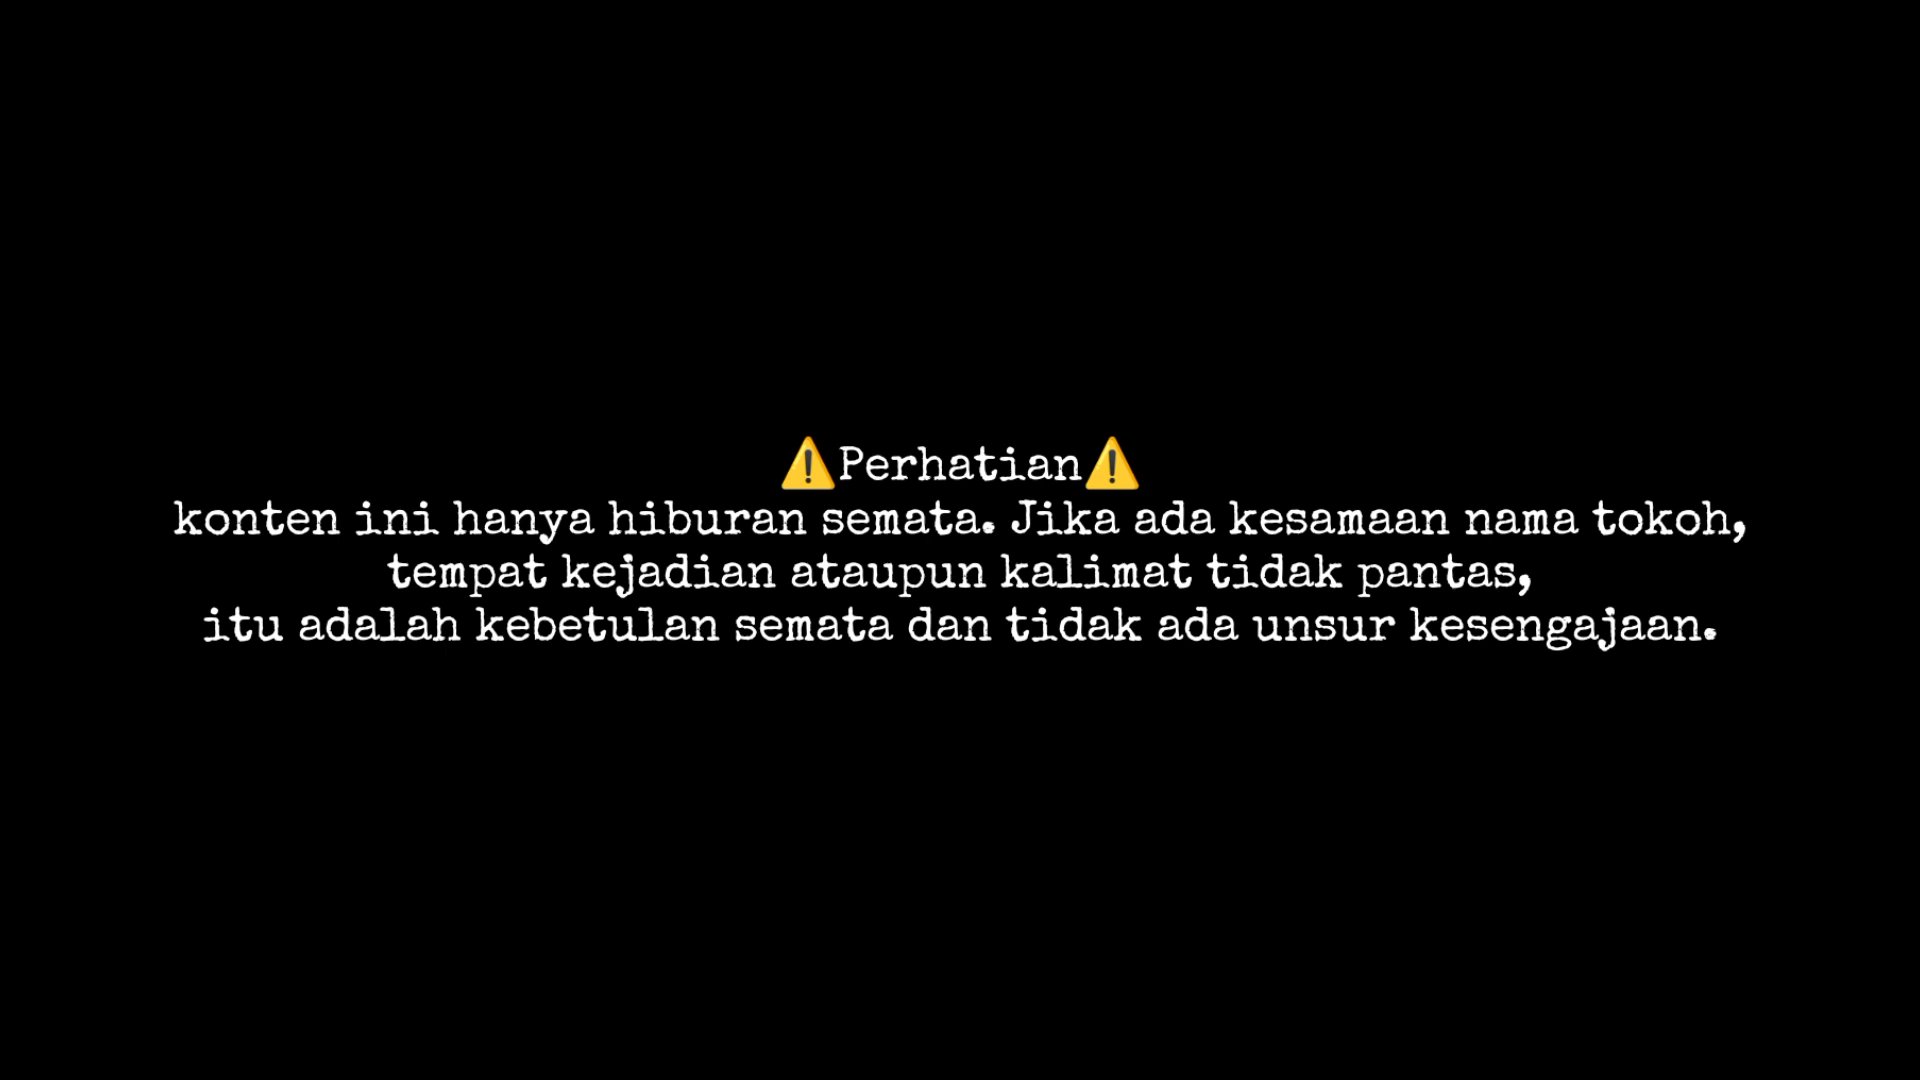 ⚠️Perhatian⚠️
konten ini hanya hiburan semata. Jika ada kesamaan nama tokoh,
tempat kejadian ataupun kalimat tidak pantas,
itu adalah kebetulan semata dan tidak ada unsur kesengajaan.